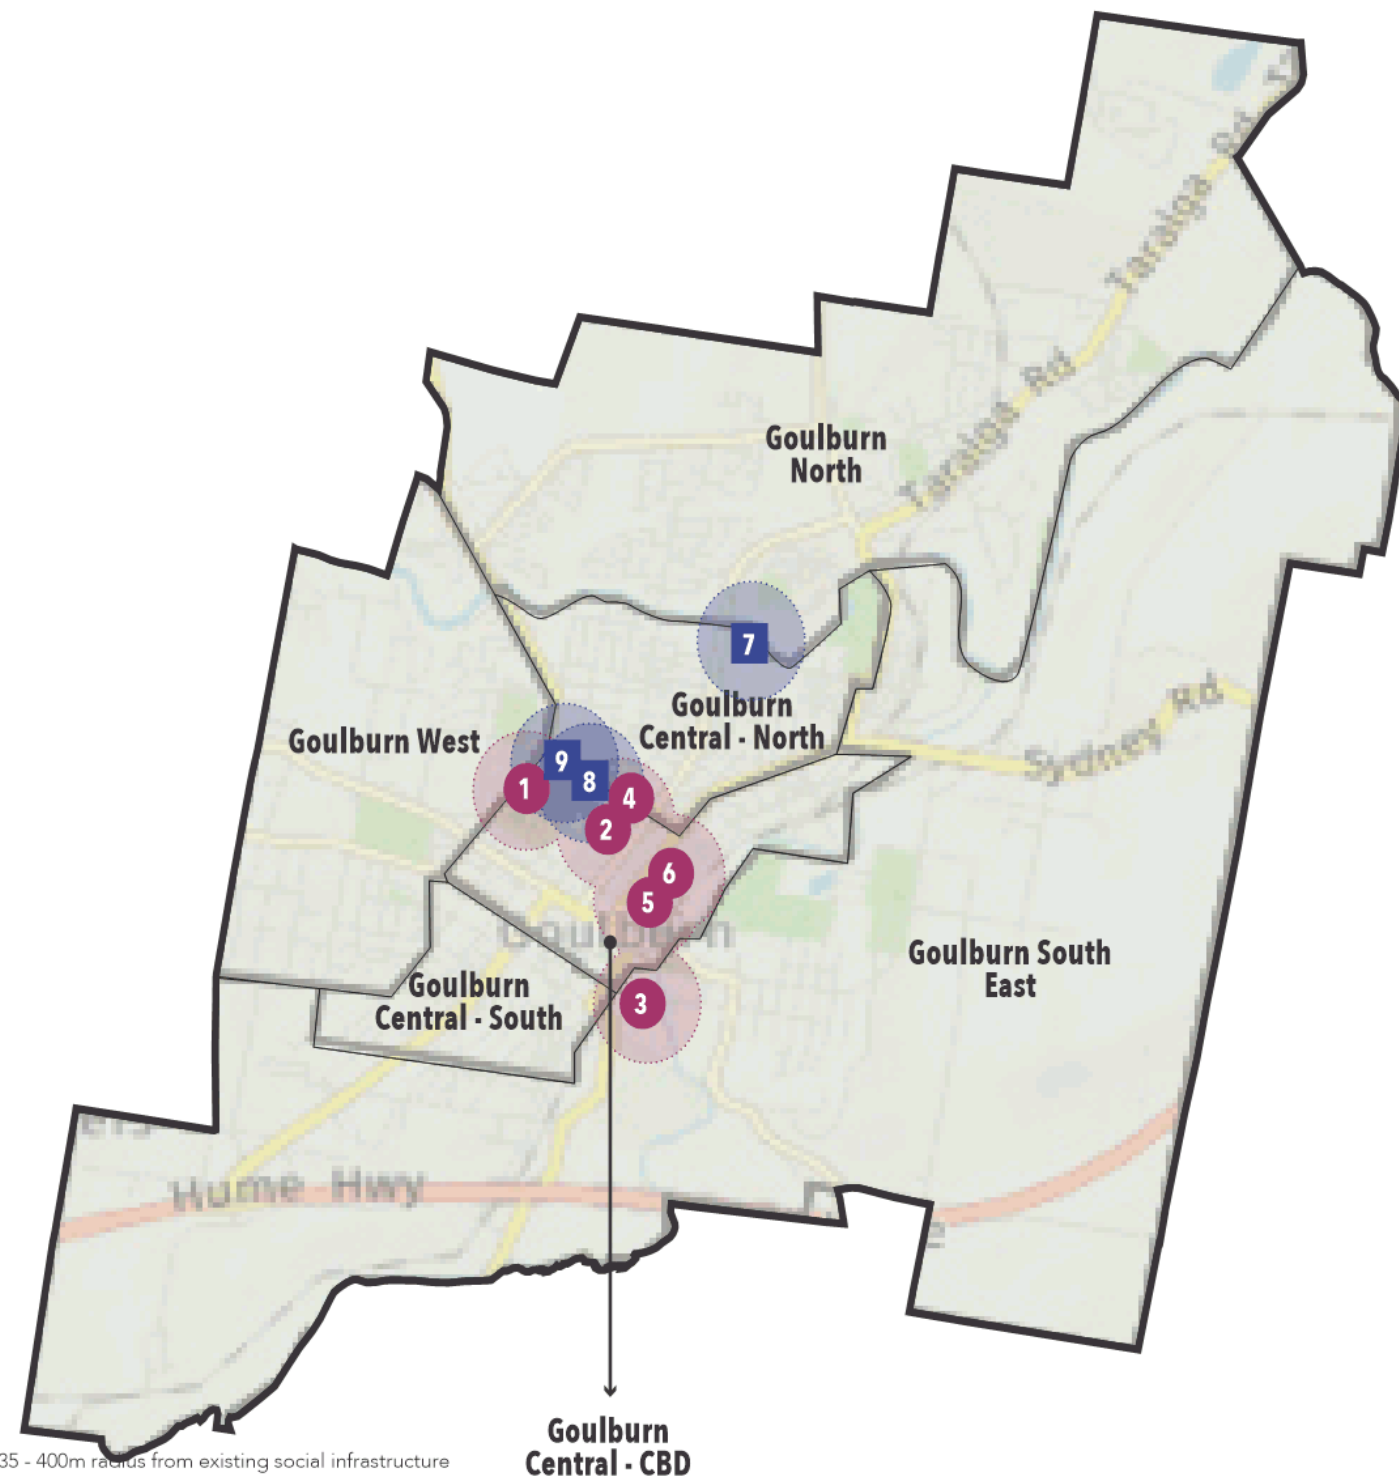 Taralga Rd
Goulburn
North
Taralga Rd
7
Goulburn
Central - North
Goulburn West
Sydney Rd
9
8
1
4
2
6
5
Goulburn
Goulburn South
East
Goulburn
Central - South
3
Hume Hwy
Goulburn
Central - CBD
35 - 400m radius from existing social infrastructure